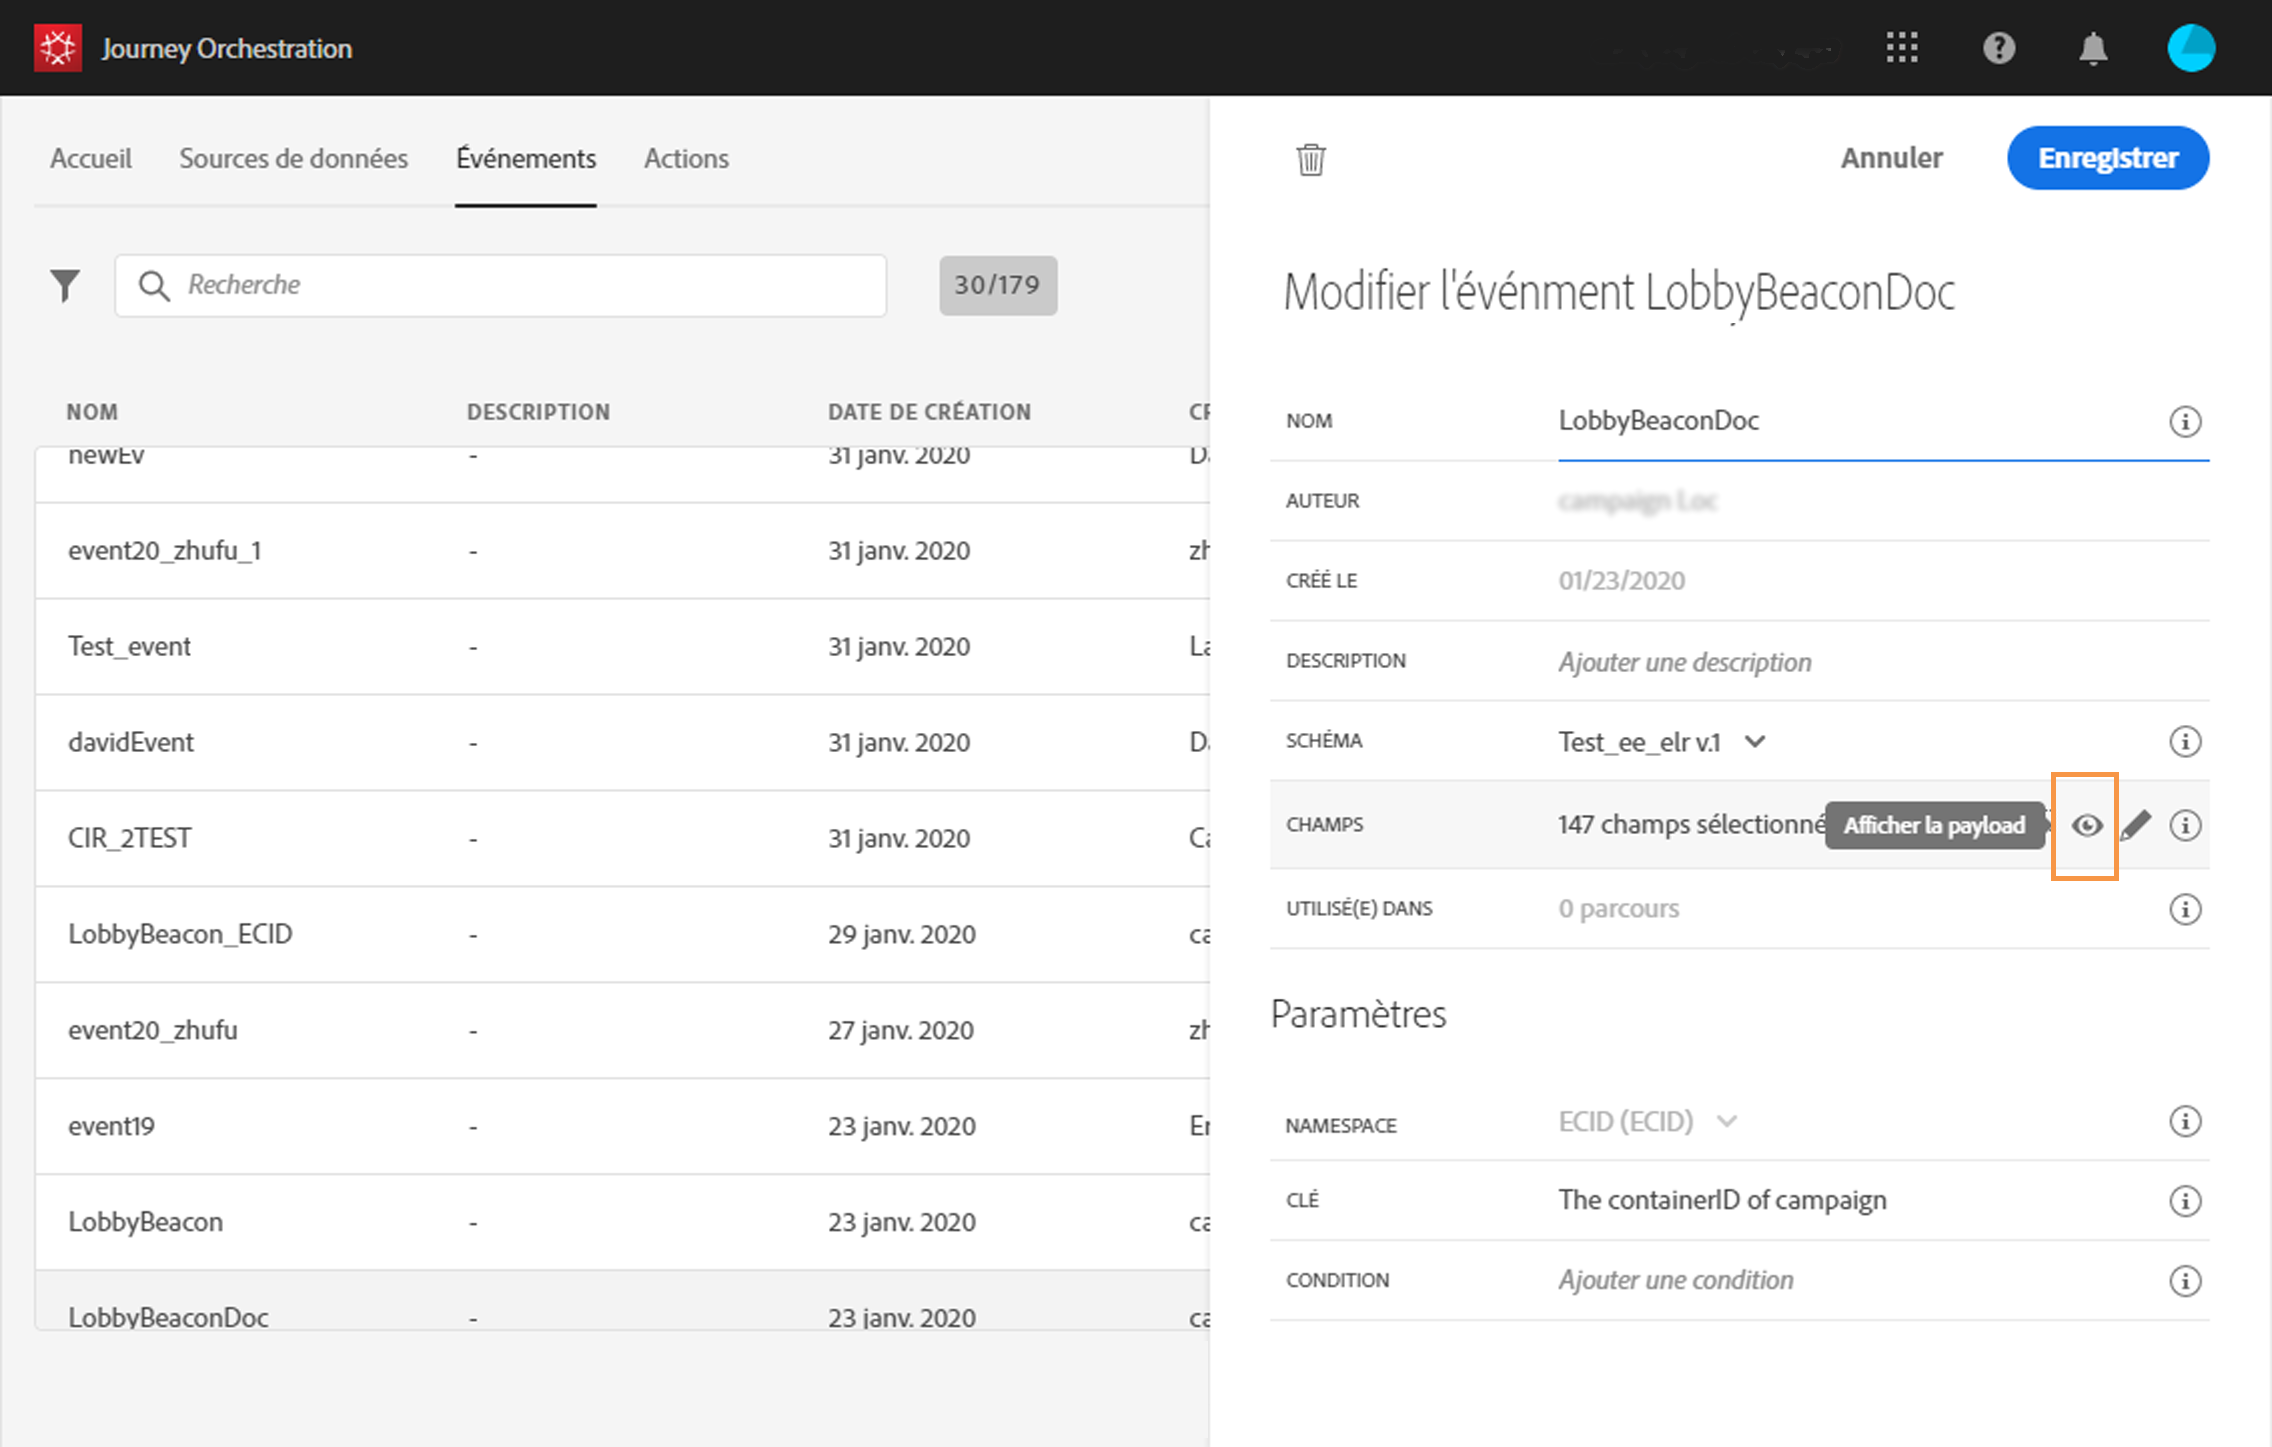 Journey Orchestration
Accueil Sources de données Événements Actions
Annuler Enregistrer
Recherche 30/179
Modifier l'événment LobbyBeaconDoc
NOM DESCRIPTION DATE DE CRÉATION
newEv - 31 janv. 2020
event20_zhufu_1 - 31 janv. 2020 zh
Test_event - 31 janv. 2020 La
davidEvent - 31 janv. 2020
CIR_2TEST - 31 janv. 2020 Ca
LobbyBeacon_ECID - 29 janv. 2020 ca
event20_zhufu - 27 janv. 2020 zh
event19 - 23 janv. 2020 Er
LobbyBeacon - 23 janv. 2020 ca
LobbyBeaconDoc - 23 janv. 2020 ca
NOM LobbyBeaconDoc
AUTEUR campaign Loc
CRÉÉ LE 01/23/2020
DESCRIPTION Ajouter une description
SCHÉMA Test_ee_elr v.1
CHAMPS 147 champs sélectionné Afficher la payload
UTILISÉ(E) DANS 0 parcours
Paramètres
NAMESPACE ECID (ECID)
CLÉ The containerID of campaign
CONDITION Ajouter une condition